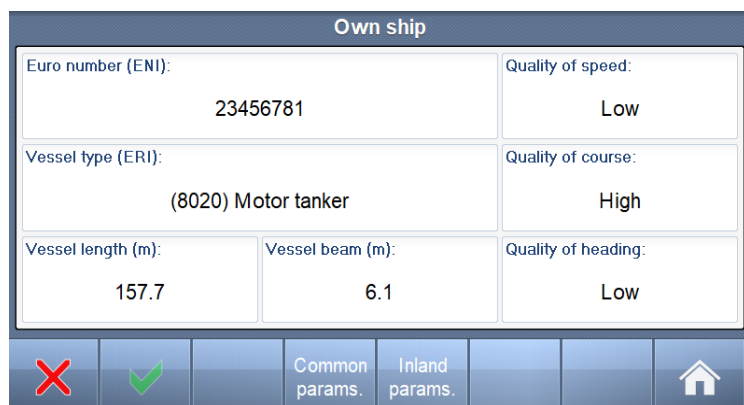 Own ship
Euro number (ENI):
23456781
Quality of speed:
Low
Vessel type (ERI):
(8020) Motor tanker
Quality of course:
High
Vessel length (m):
157.7
Vessel beam (m):
6.1
Quality of heading:
Low
Common
params.
Inland
params.